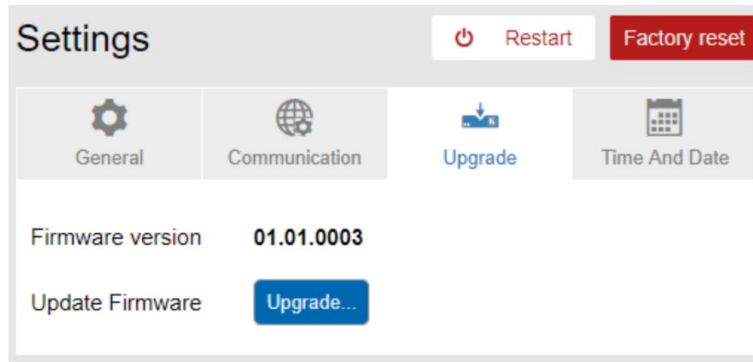 Settings
Restart
Factory reset
General
Communication
Upgrade
Time And Date
Firmware version 01.01.0003
Update Firmware Upgrade...